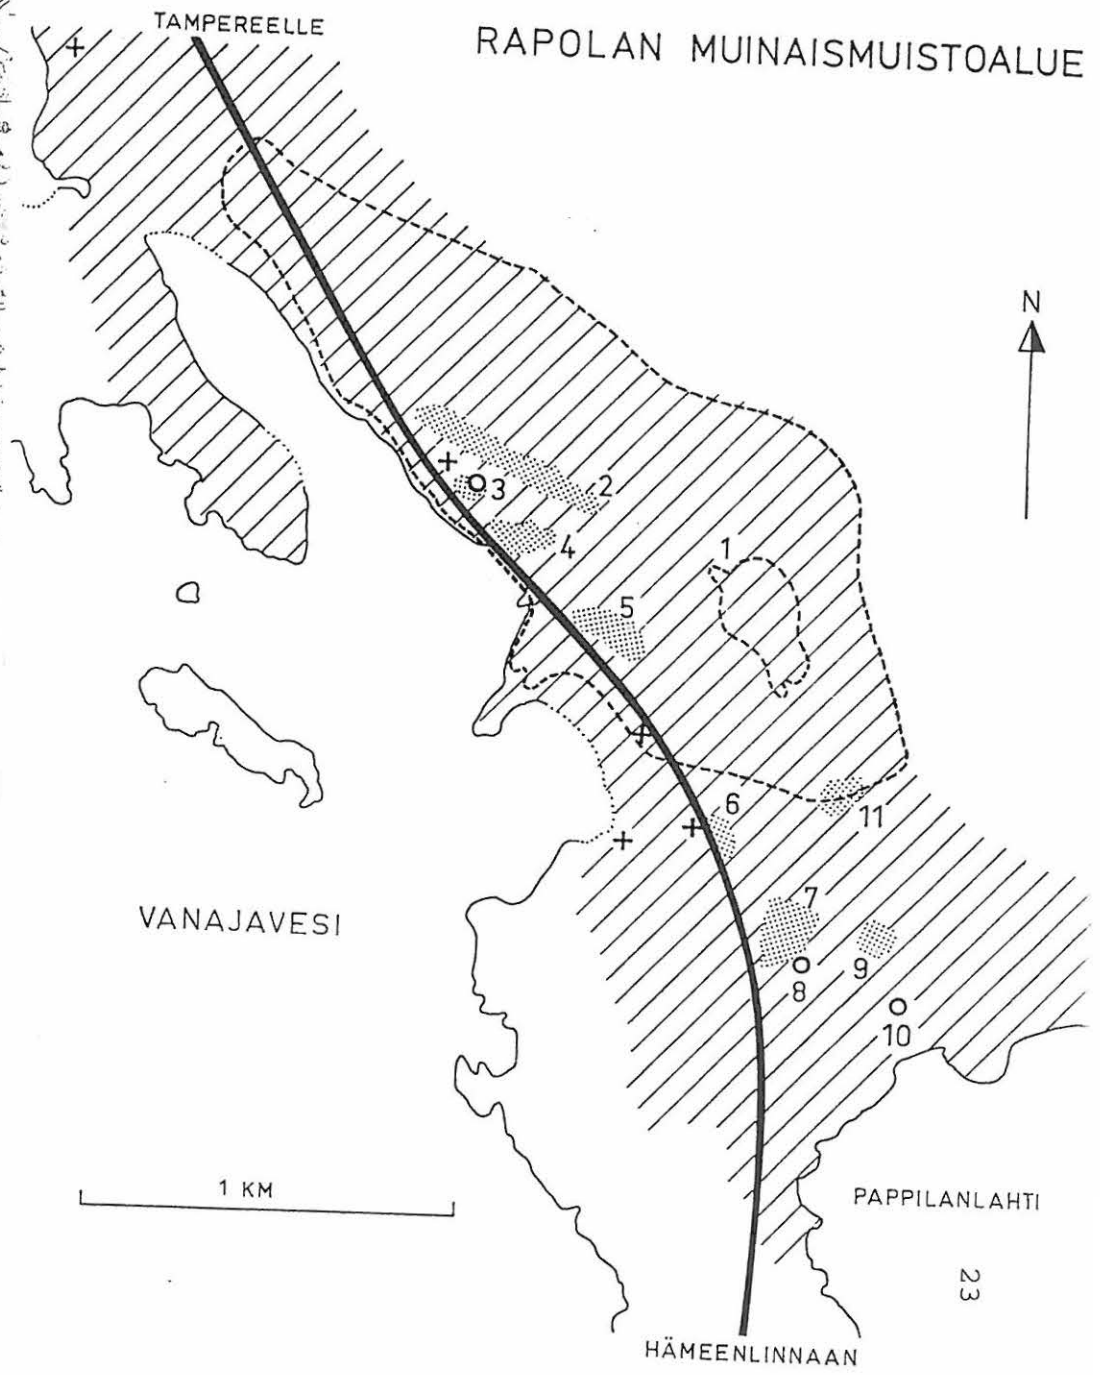 TAMPEREELLE
RAPOLAN MUINAISMUISTOALUE
N
2
3
4
1
5
6
11
7
9
8
10
VANAJAVESI
1 KM
PAPPILANLAHTI
23
HÄMEENLINNAAN